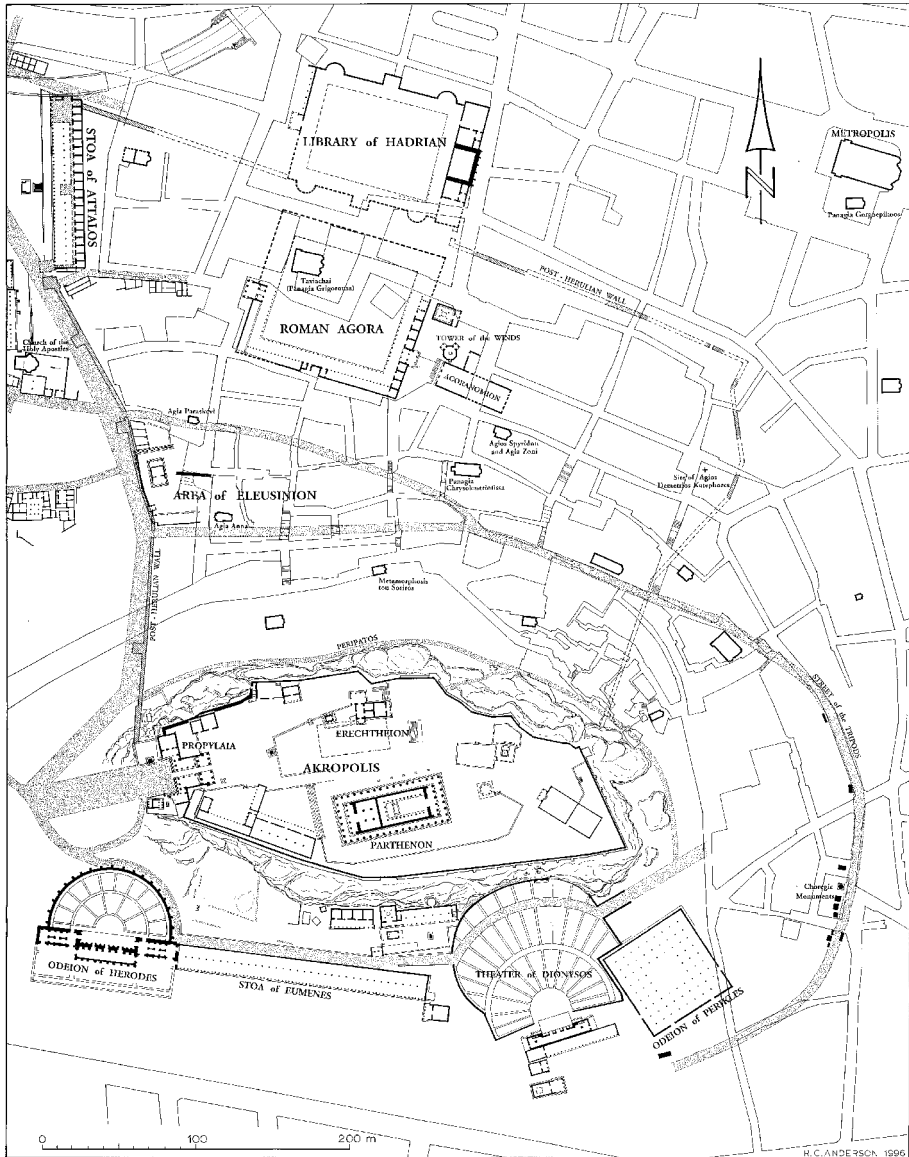 LIBRARY of HADRIAN
METROPOLIS
STOA of ATTALOS
Panagia Gorgoepikoos
POST - HERULIAN WALL
Taxiachai
(Panagia Grigorousa)
ROMAN AGORA
TOWER of the WINDS
Church of the
Holy Apostles
AGORANOMION
Agia Paraskevi
Agios Spyridon
and Agia Zoni
Panagia
Chrysokastriotissa
Site of Agios
Demetrios Katephores
AREA of ELEUSINION
Agia Anna
Metamorphosis
tou Sotiros
POST - HERULIAN WALL
PERIPATOS
STREET of the TRIPODS
ERECHTHEION
PROPYLAIA
AKROPOLIS
PARTHENON
Choregic
Monuments
ODEION of HERODES
THEATER of DIONYSOS
STOA of EUMENES
ODEION of PERIKLES
N
0 100 200 m
R.C. ANDERSON 1996